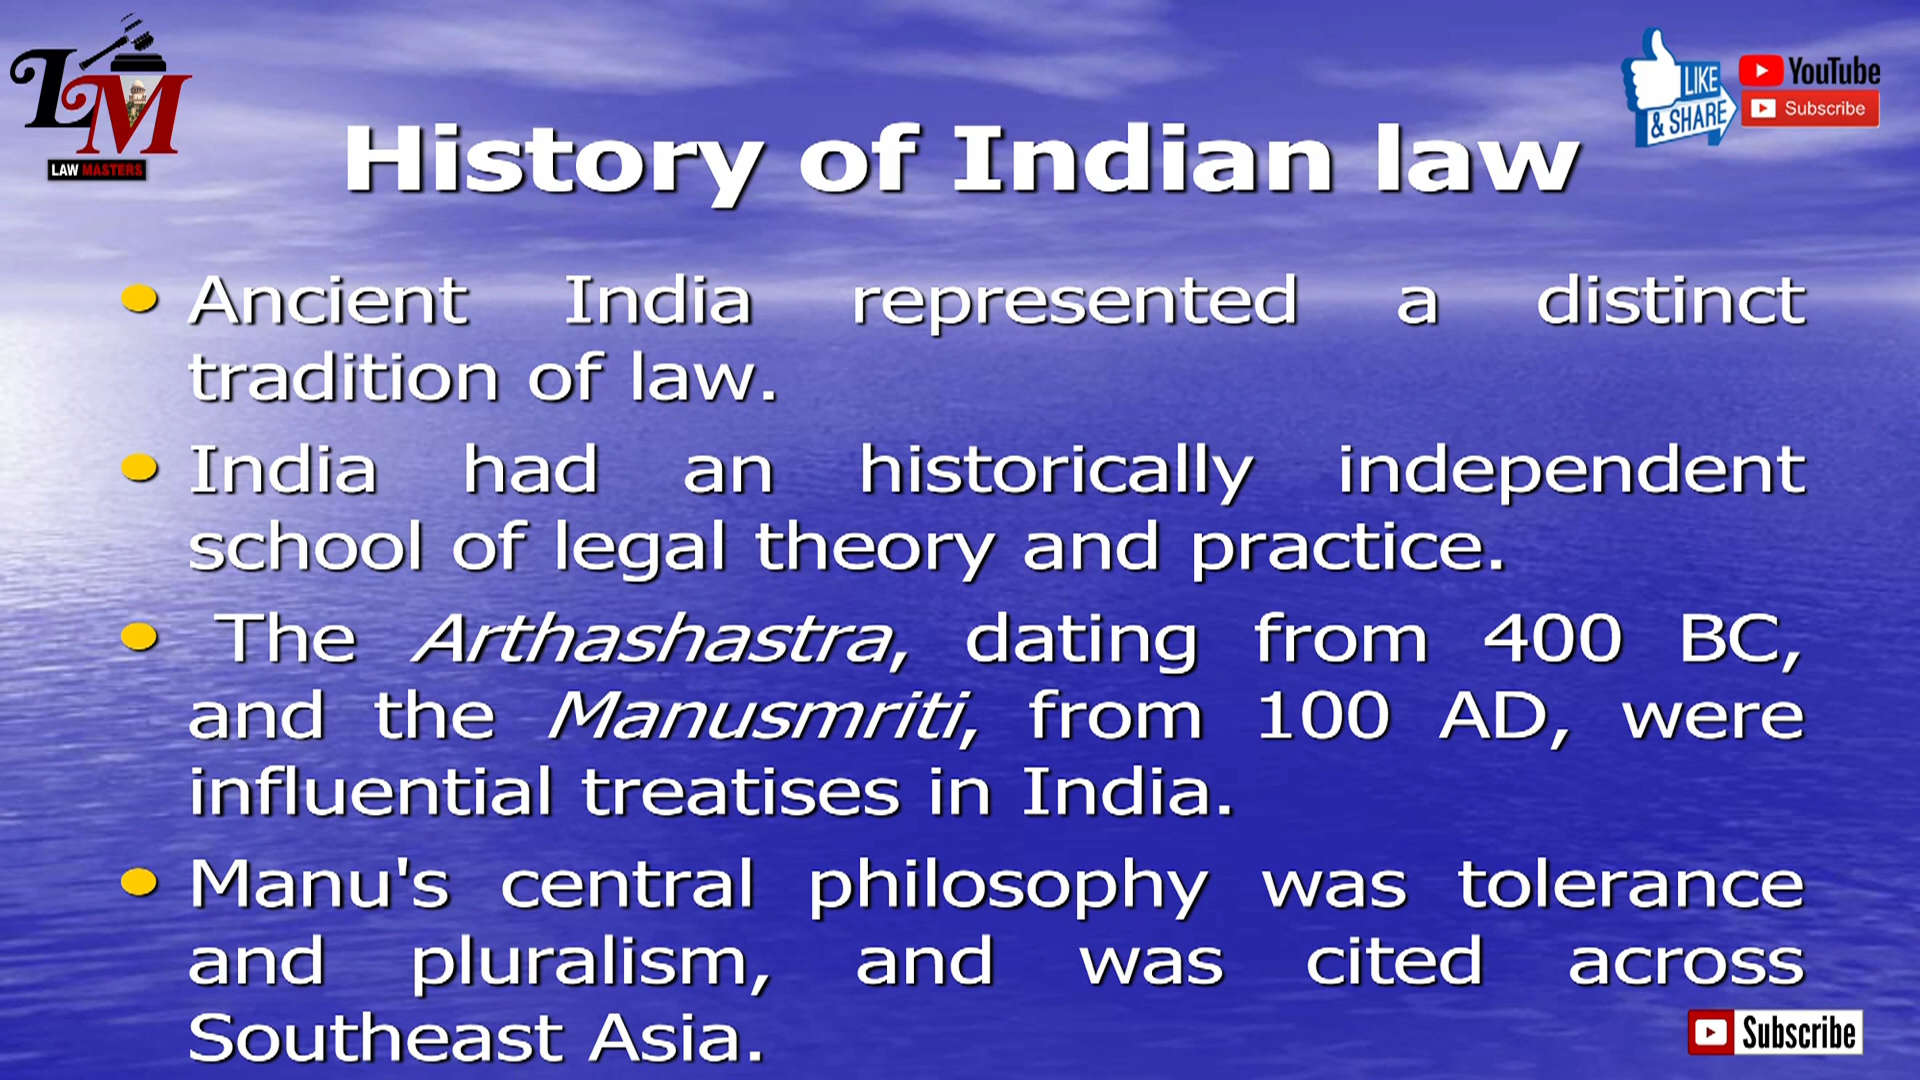 LM
LAW MASTERS
LIKE
& SHARE
YouTube
Subscribe
History of Indian law
• Ancient India represented a distinct
tradition of law.
• India had an historically independent
school of legal theory and practice.
• The Arthashastra, dating from 400 BC,
and the Manusmriti, from 100 AD, were
influential treatises in India.
• Manu's central philosophy was tolerance
and pluralism, and was cited across
Southeast Asia.
Subscribe